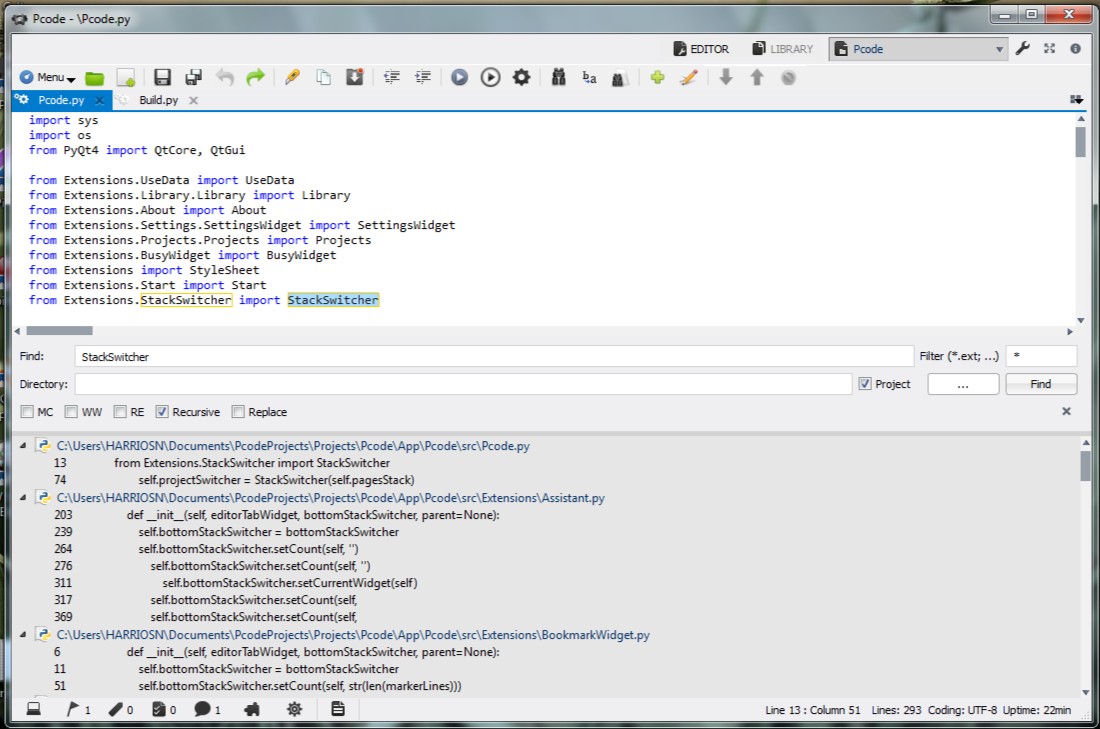 Pcode - \Pcode.py
EDITOR LIBRARY Pcode
Menu
Pcode.py Build.py
import sys
import os
from PyQt4 import QtCore, QtGui
from Extensions.UseData import UseData
from Extensions.Library.Library import Library
from Extensions.About import About
from Extensions.Settings.SettingsWidget import SettingsWidget
from Extensions.Projects.Projects import Projects
from Extensions.BusyWidget import BusyWidget
from Extensions import StyleSheet
from Extensions.Start import Start
from Extensions.StackSwitcher import StackSwitcher
Find: StackSwitcher Filter (*.ext; ...) *
Directory: Project ... Find
MC WW RE Recursive Replace
C:\Users\HARRIOSN\Documents\PcodeProjects\Projects\Pcode\App\Pcode\src\Pcode.py
13 from Extensions.StackSwitcher import StackSwitcher
74 self.projectSwitcher = StackSwitcher(self.pagesStack)
C:\Users\HARRIOSN\Documents\PcodeProjects\Projects\Pcode\App\Pcode\src\Extensions\Assistant.py
203 def __init__(self, editorTabWidget, bottomStackSwitcher, parent=None):
239 self.bottomStackSwitcher = bottomStackSwitcher
264 self.bottomStackSwitcher.setCount(self, '')
276 self.bottomStackSwitcher.setCount(self, '')
311 self.bottomStackSwitcher.setCurrentWidget(self)
317 self.bottomStackSwitcher.setCount(self,
369 self.bottomStackSwitcher.setCount(self,
C:\Users\HARRIOSN\Documents\PcodeProjects\Projects\Pcode\App\Pcode\src\Extensions\BookmarkWidget.py
6 def __init__(self, editorTabWidget, bottomStackSwitcher, parent=None):
11 self.bottomStackSwitcher = bottomStackSwitcher
51 self.bottomStackSwitcher.setCount(self, str(len(markerLines)))
1 0 0 1 Line 13 : Column 51 Lines: 293 Coding: UTF-8 Uptime: 22min